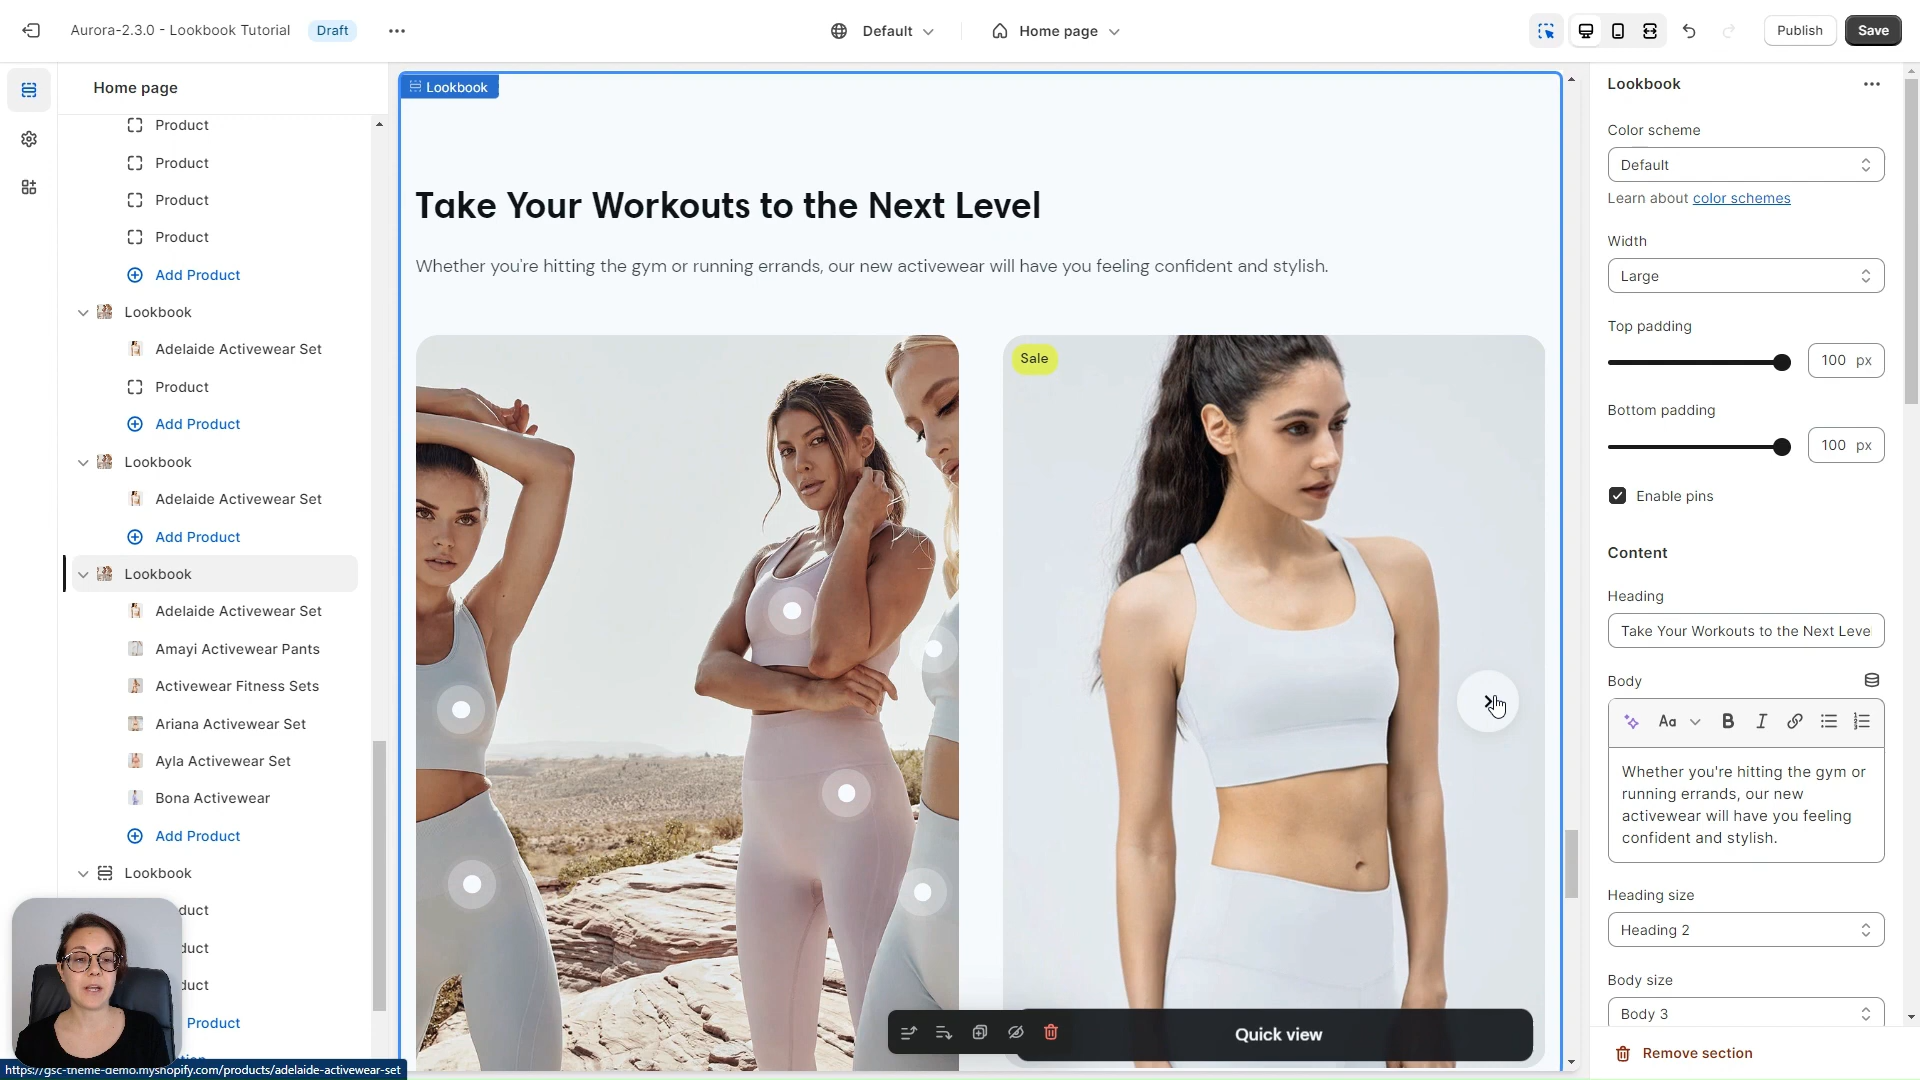 Aurora-2.3.0 - Lookbook Tutorial Draft
Default
Home page
Publish
Save
Home page
Product
Product
Product
Product
Add Product
Lookbook
Adelaide Activewear Set
Product
Add Product
Lookbook
Adelaide Activewear Set
Add Product
Lookbook
Adelaide Activewear Set
Amayi Activewear Pants
Activewear Fitness Sets
Ariana Activewear Set
Ayla Activewear Set
Bona Activewear
Add Product
Lookbook
duct
duct
duct
Product
https://gsc-theme-demo.myshopify.com/products/adelaide-activewear-set
Lookbook
Take Your Workouts to the Next Level
Whether you're hitting the gym or running errands, our new activewear will have you feeling confident and stylish.
Sale
Quick view
Lookbook
Color scheme
Default
Learn about color schemes
Width
Large
Top padding
100 px
Bottom padding
100 px
Enable pins
Content
Heading
Take Your Workouts to the Next Leve
Body
Aa B I
Whether you're hitting the gym or
running errands, our new
activewear will have you feeling
confident and stylish.
Heading size
Heading 2
Body size
Body 3
Remove section